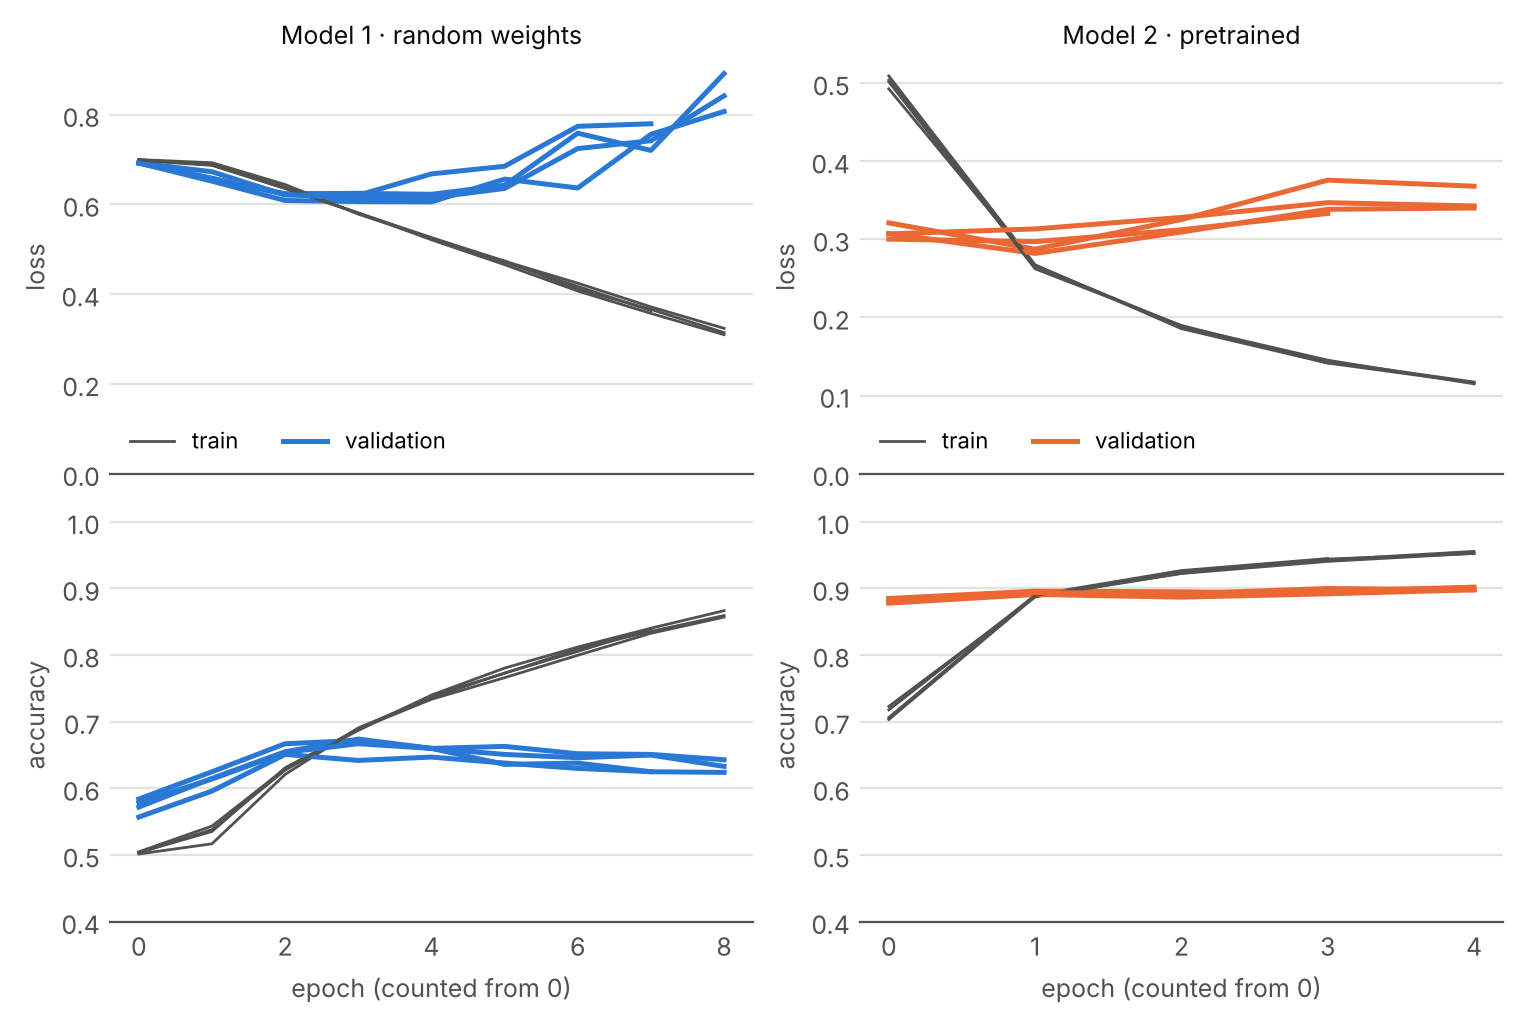 Model 1 · random weights
0.8
0.6
0.4
0.2
0.0
loss
train validation
Model 2 · pretrained
0.5
0.4
0.3
0.2
0.1
0.0
loss
train validation
1.0
0.9
0.8
0.7
0.6
0.5
0.4
accuracy
0 2 4 6 8
epoch (counted from 0)
1.0
0.9
0.8
0.7
0.6
0.5
0.4
accuracy
0 1 2 3 4
epoch (counted from 0)